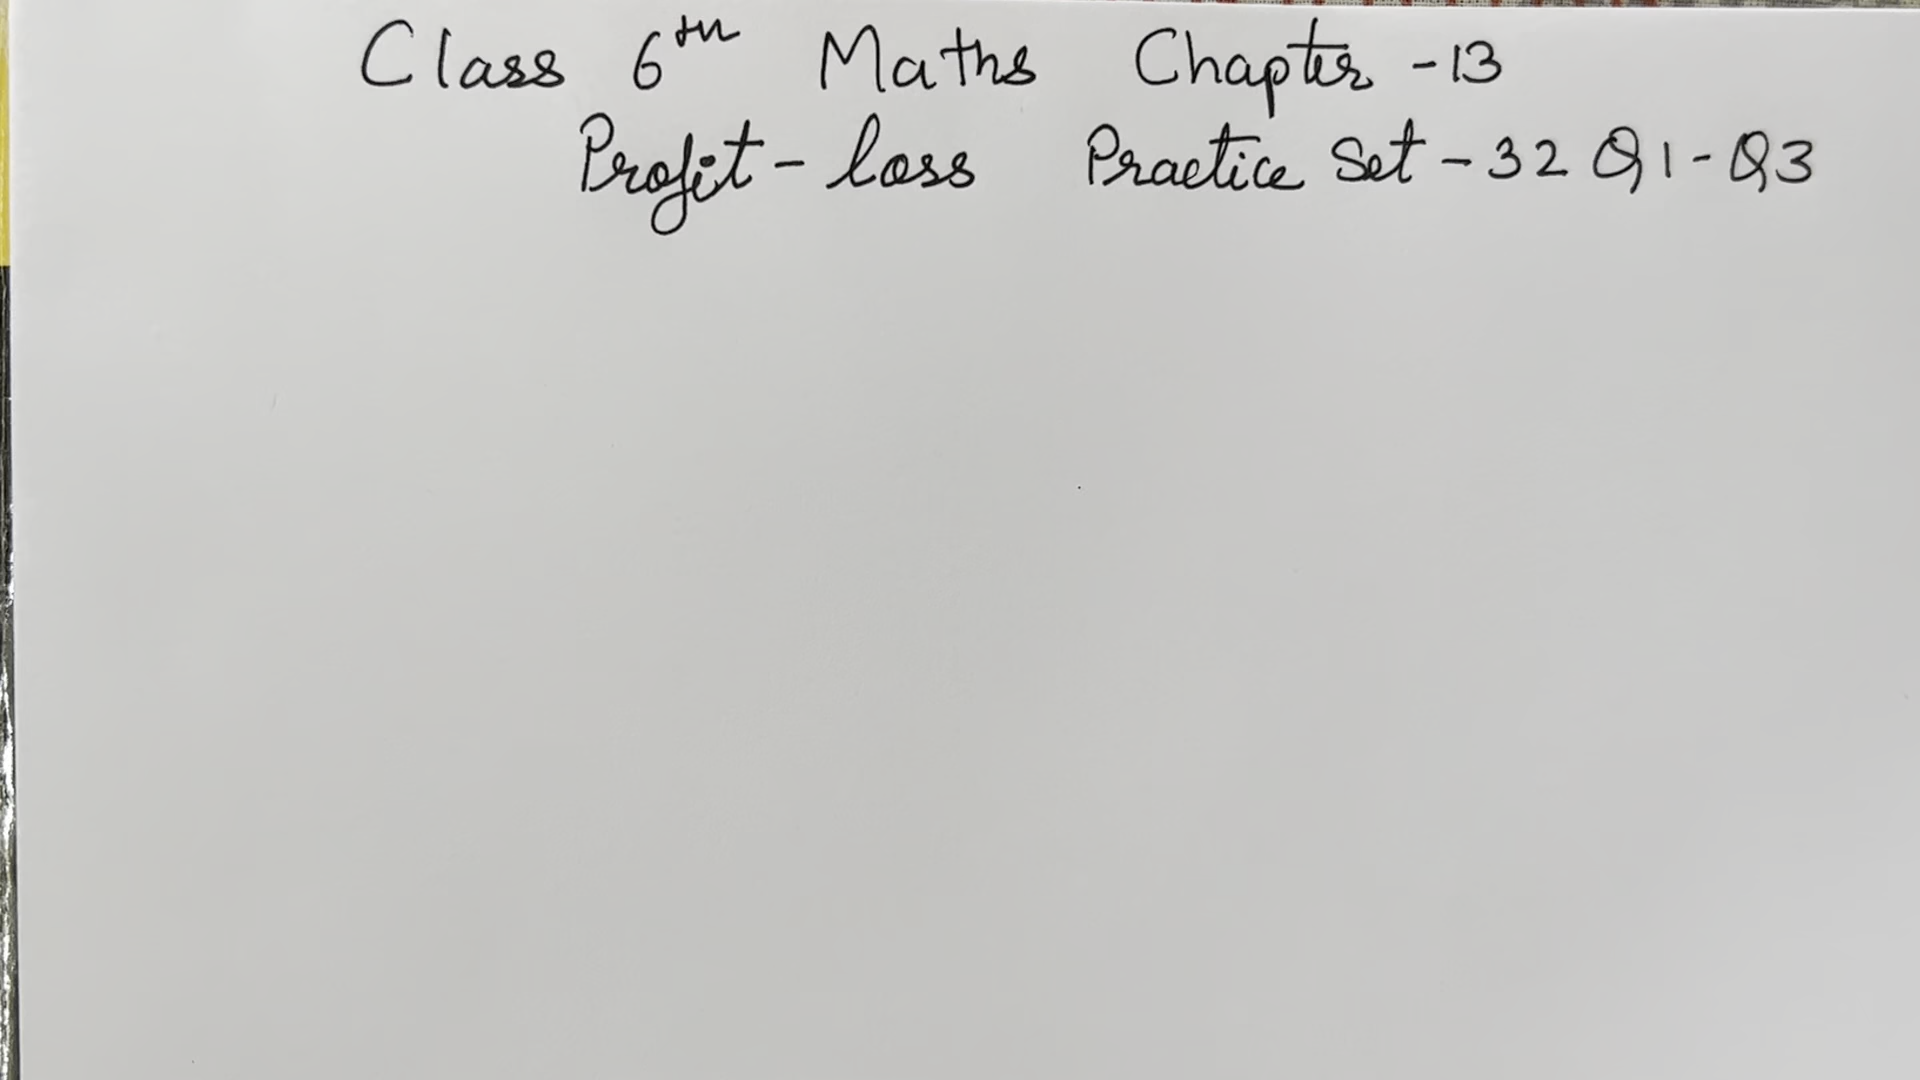 Class 6th Maths Chapter - 13
Profit - loss Practice Set - 32 Q1 - Q3